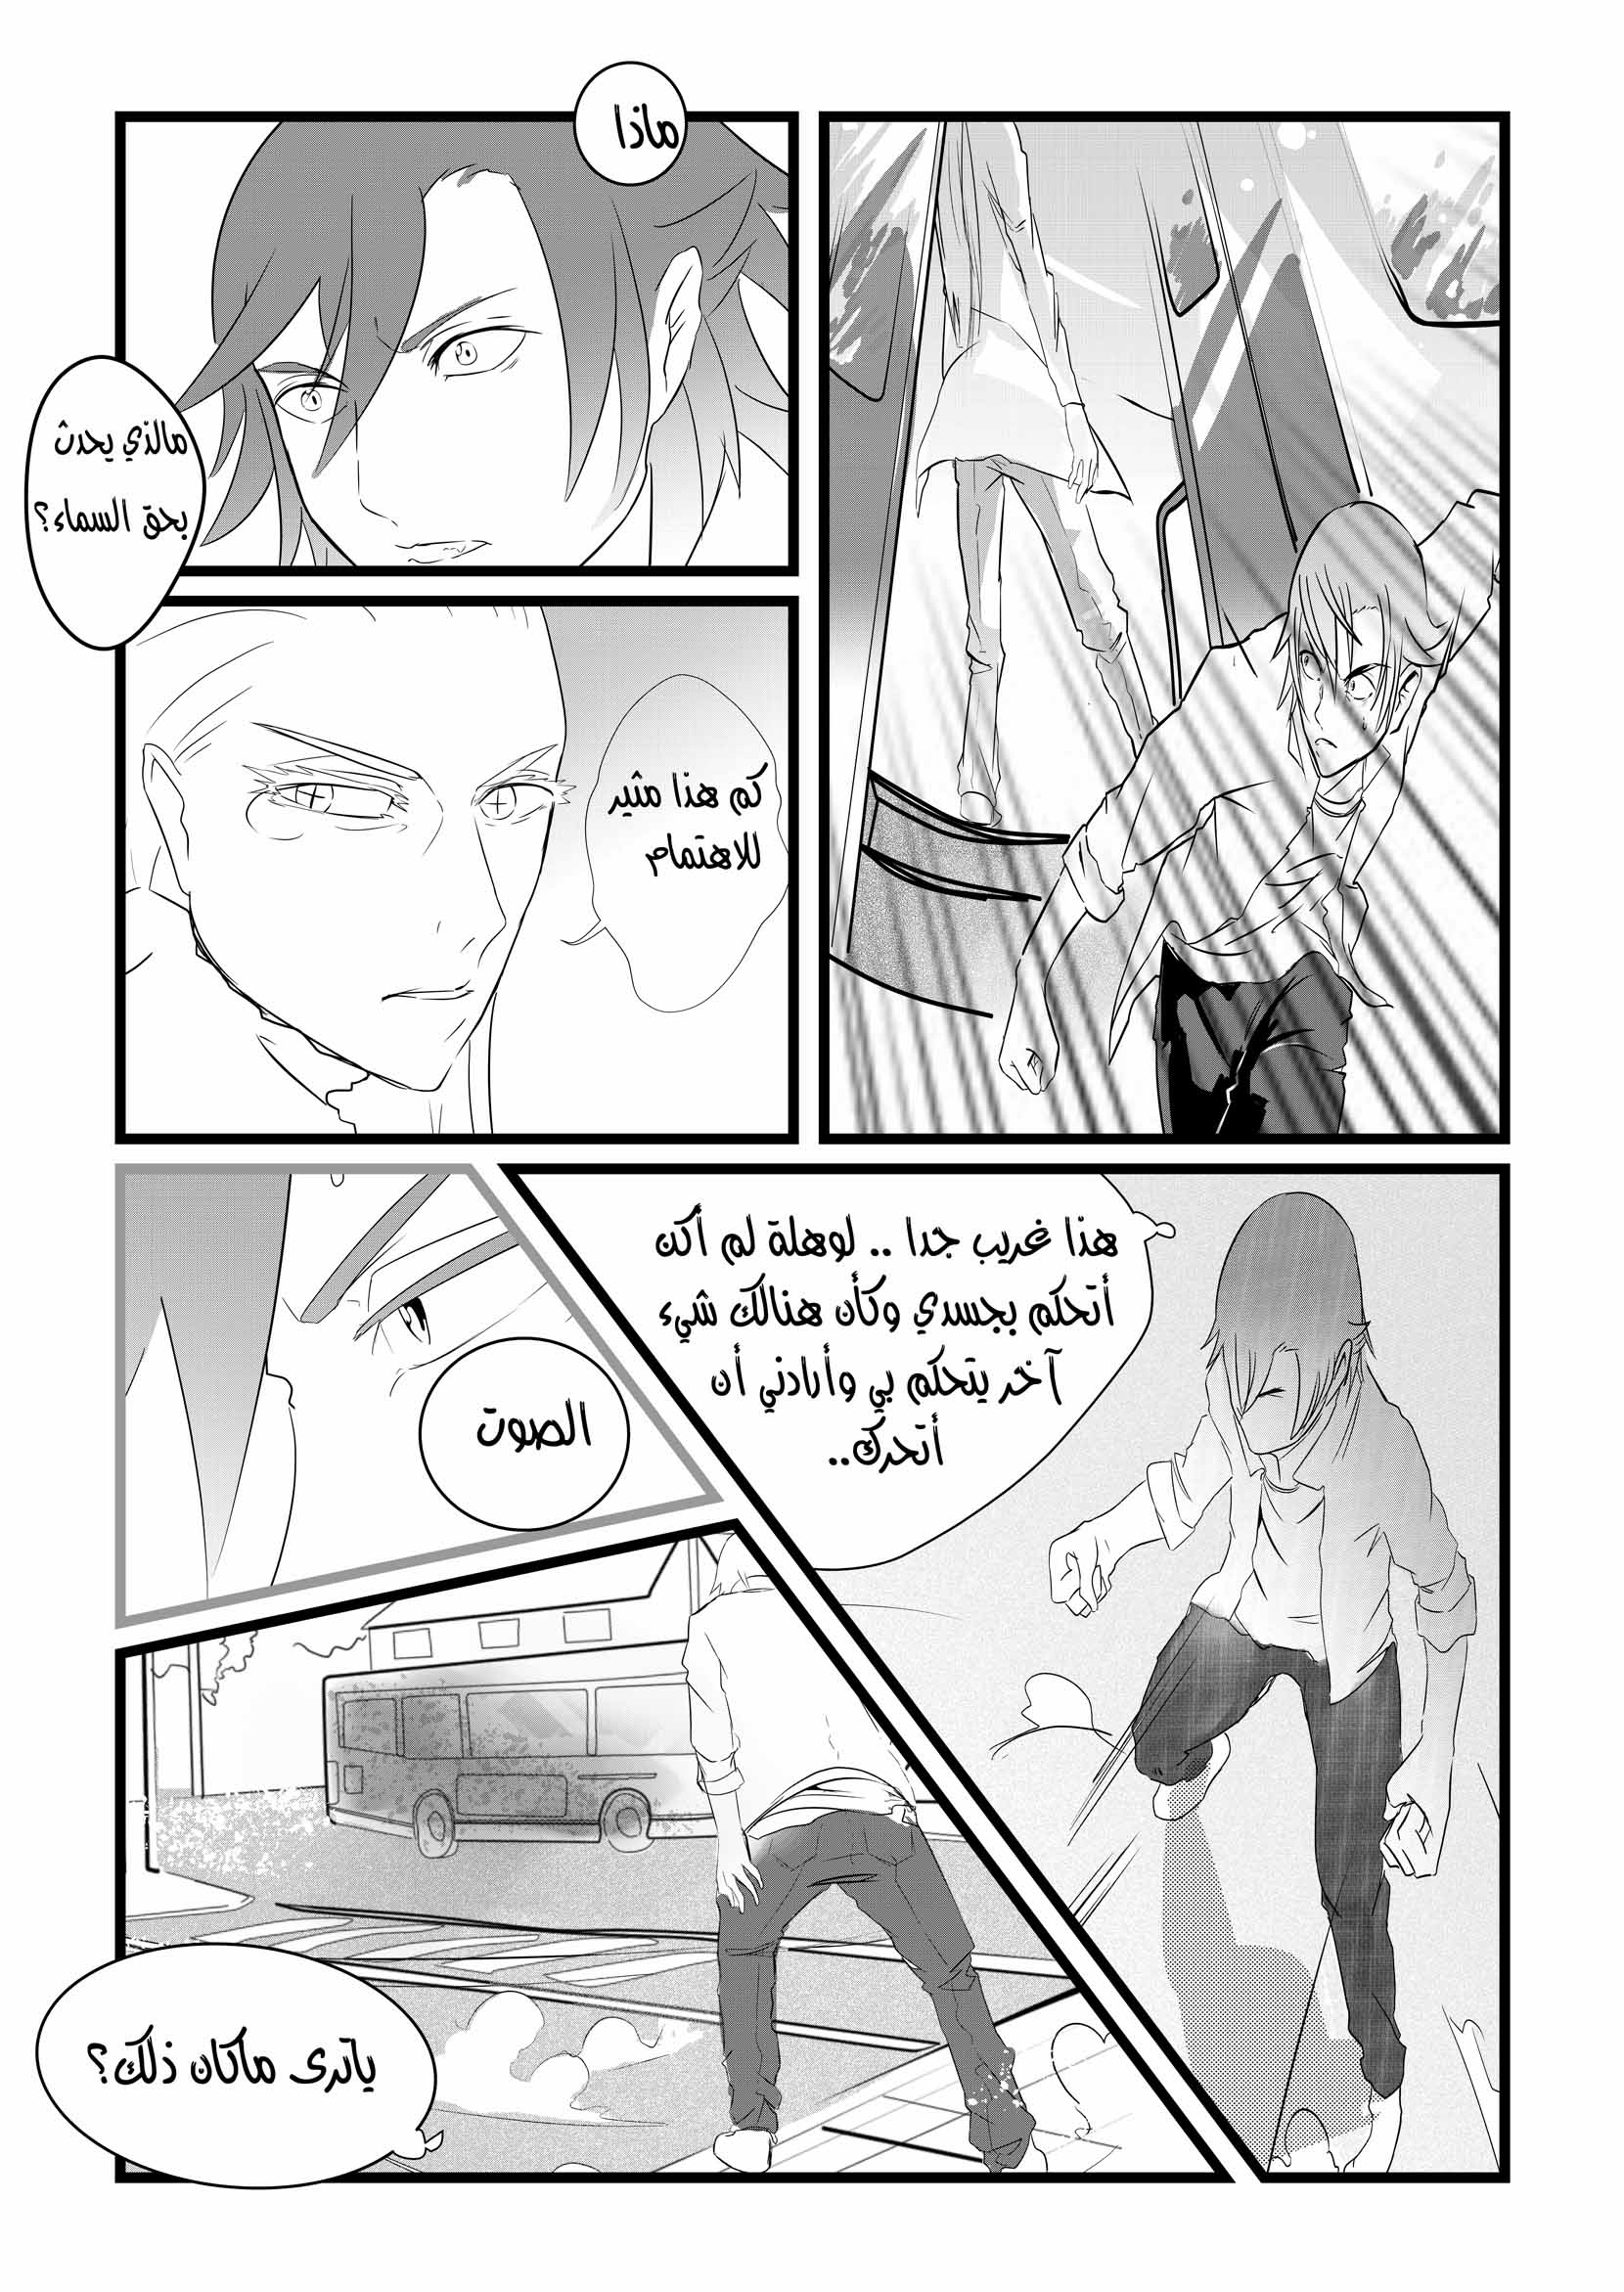 ماذا
مالذي يحدث
بحق السماء؟
كم هذا مثير
للاهتمام
هذا غريب جدا .. لوهلة لم أكن
أتحكم بجسدي وكأن هنالك شيء
آخر يتحكم بي وأرادني أن
أتحرك..
الصوت
ياترى ماكان ذلك؟